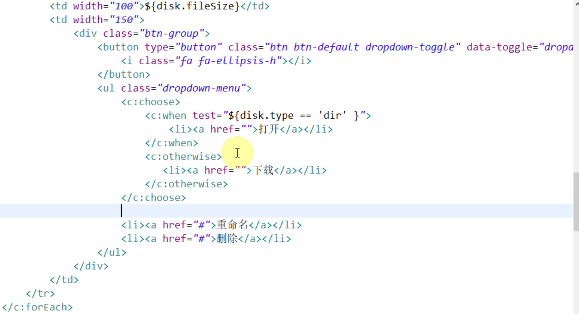 <td width="100">${disk.fileSize}</td>
<td width="150">
<div class="btn-group">
<button type="button" class="btn btn-default dropdown-toggle" data-toggle="dropd
<i class="fa fa-ellipsis-h"></i>
</button>
<ul class="dropdown-menu">
<c:choose>
<c:when test="${disk.type == 'dir' }">
<li><a href="">打开</a></li>
</c:when>
<c:otherwise>
<li><a href="">下载</a></li>
</c:otherwise>
</c:choose>
<li><a href="#">重命名</a></li>
<li><a href="#">删除</a></li>
</ul>
</div>
</td>
</tr>
</c:forEach>